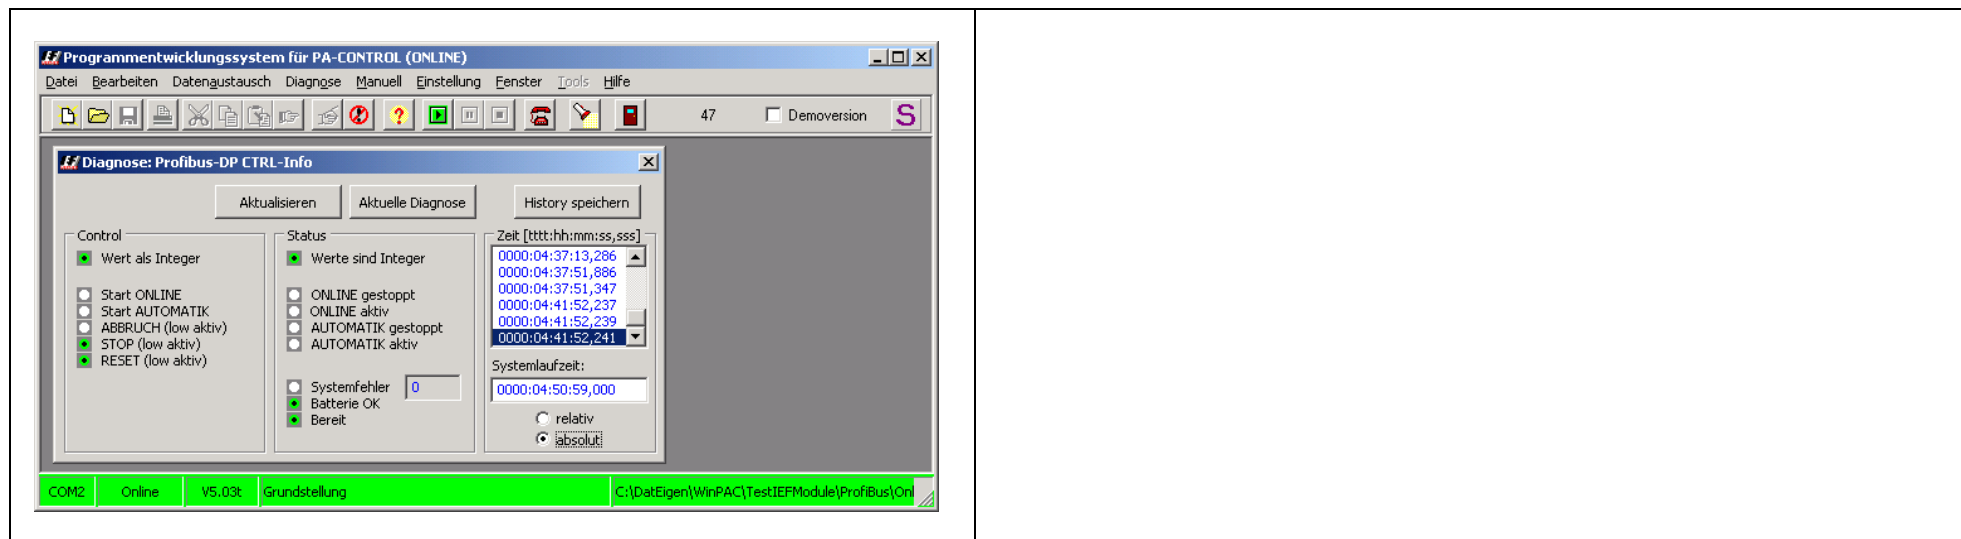 Programmentwicklungssystem für PA-CONTROL (ONLINE)
Datei Bearbeiten Datenaustausch Diagnose Manuell Einstellung Fenster Tools Hilfe
47 Demoversion S
Diagnose: Profibus-DP CTRL-Info
Aktualisieren Aktuelle Diagnose History speichern
Control
Wert als Integer
Start ONLINE
Start AUTOMATIK
ABBRUCH (low aktiv)
STOP (low aktiv)
RESET (low aktiv)
Status
Werte sind Integer
ONLINE gestoppt
ONLINE aktiv
AUTOMATIK gestoppt
AUTOMATIK aktiv
Systemfehler 0
Batterie OK
Bereit
Zeit [tttt:hh:mm:ss,sss]
0000:04:37:13,286
0000:04:37:51,886
0000:04:37:51,347
0000:04:41:52,237
0000:04:41:52,239
0000:04:41:52,241
Systemlaufzeit:
0000:04:50:59,000
relativ
absolut
COM2 Online V5.03t Grundstellung C:\DatEigen\WinPAC\TestIEFModule\ProfiBus\Onl